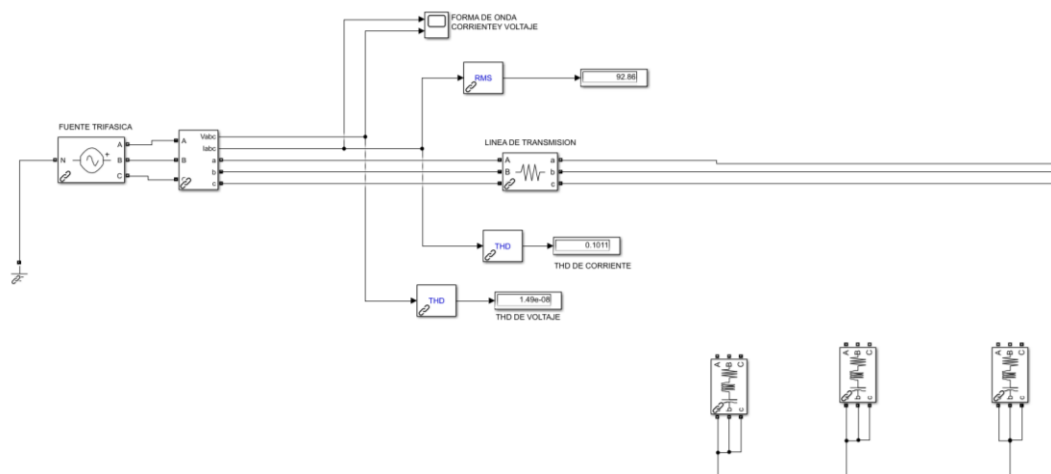 FORMA DE ONDA
CORRIENTEY VOLTAJE
RMS
92.86
FUENTE TRIFASICA
N
+
A
B
C
A
B
C
Vabc
Iabc
a
b
c
LINEA DE TRANSMISION
A
B
C
a
b
c
THD
0.1011
THD DE CORRIENTE
THD
1.49e-08
THD DE VOLTAJE
A B C
b c
A B C
b c
A B C
b c